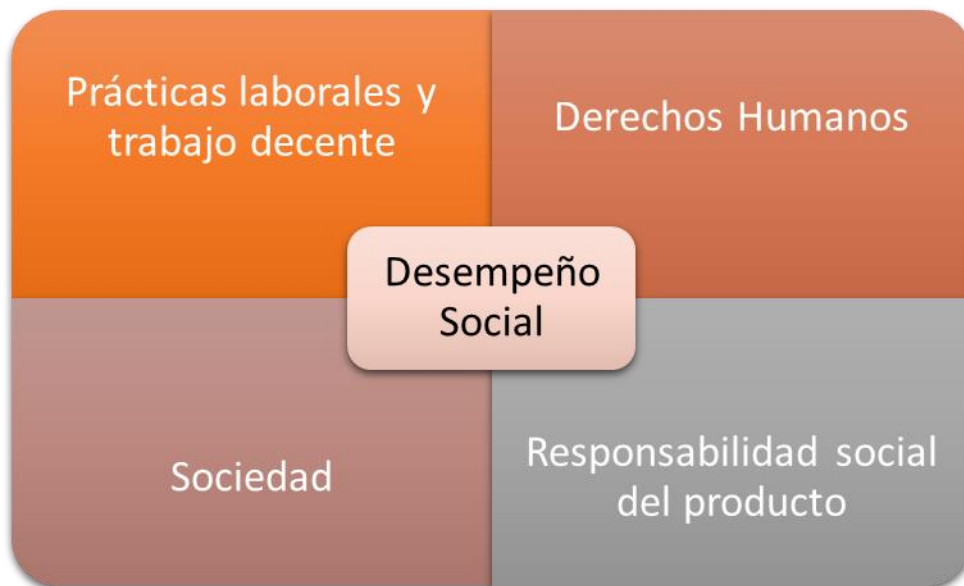 Prácticas laborales y
trabajo decente
Derechos Humanos
Desempeño
Social
Sociedad
Responsabilidad social
del producto